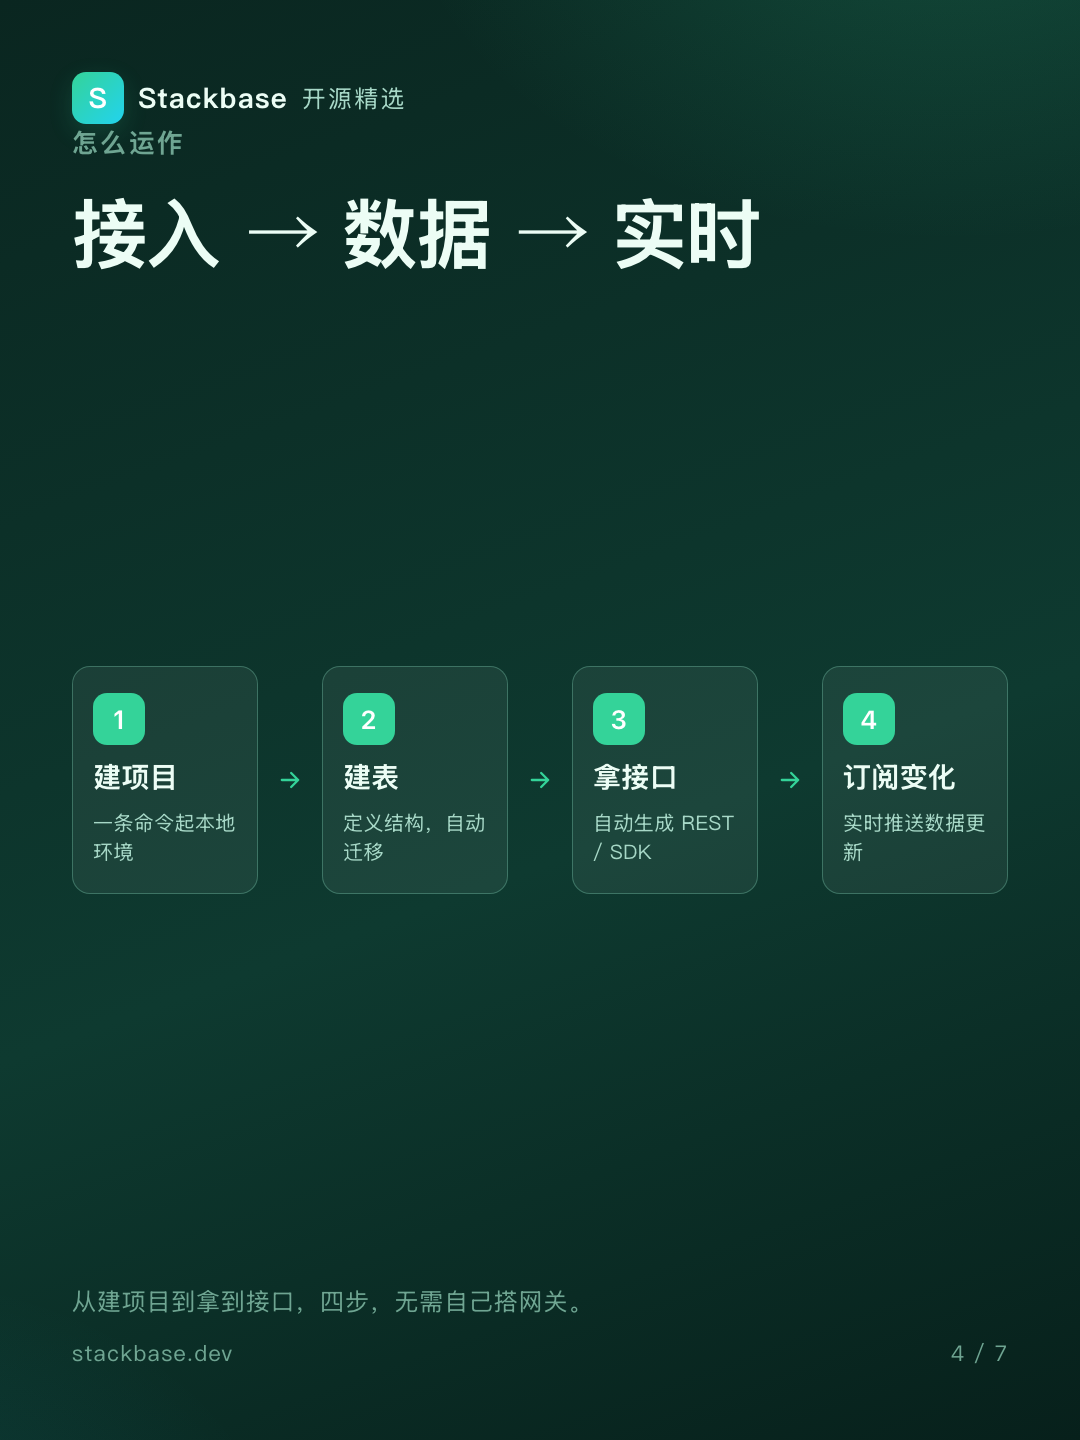 S Stackbase 开源精选
怎么运作
接入 → 数据 → 实时
1
建项目
一条命令起本地
环境
→
2
建表
定义结构，自动
迁移
→
3
拿接口
自动生成 REST
/ SDK
→
4
订阅变化
实时推送数据更
新
从建项目到拿到接口，四步，无需自己搭网关。
stackbase.dev
4 / 7